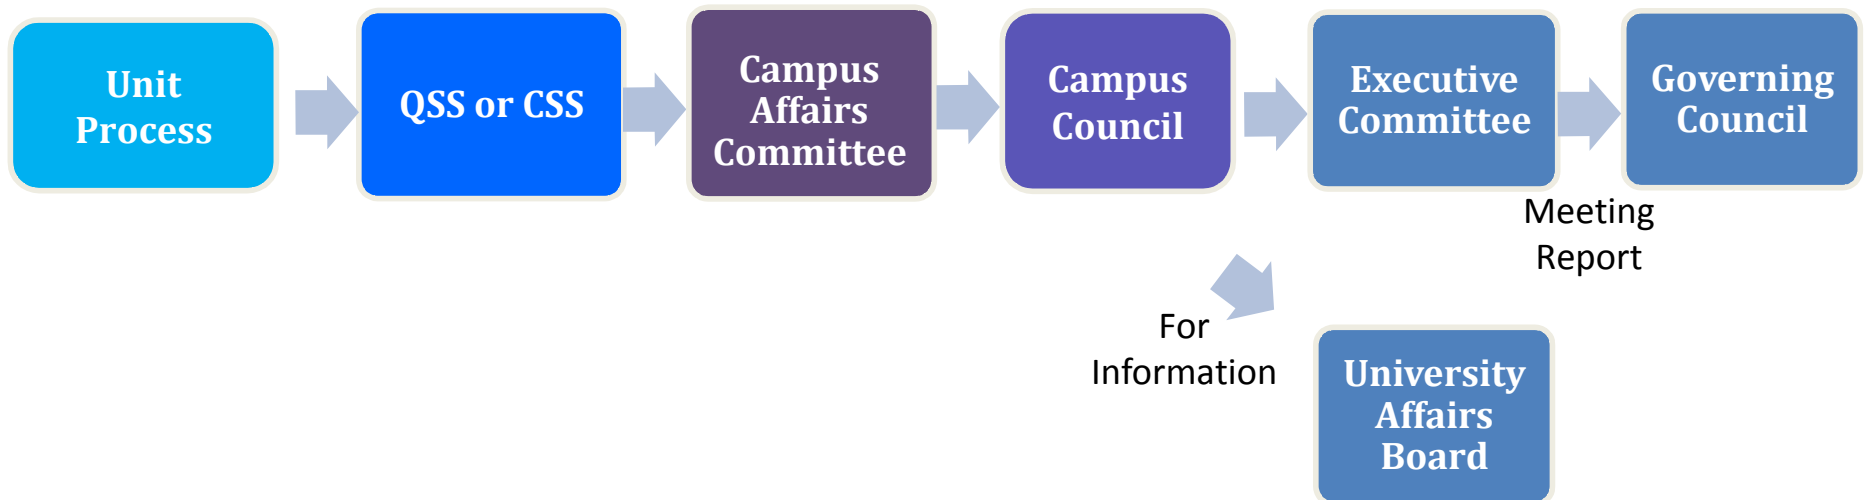 Unit
Process
QSS or CSS
Campus
Affairs
Committee
Campus
Council
Executive
Committee
Governing
Council
Meeting
Report
For
Information
University
Affairs
Board